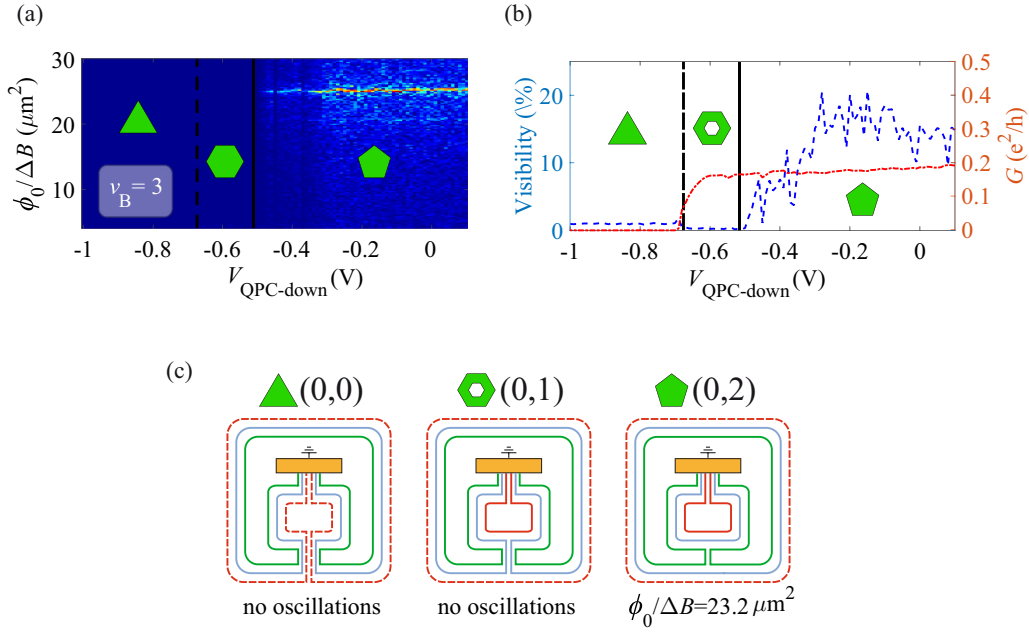 (a)
ϕ0/ΔB (μm2)
30
20
10
νB = 3
-1 -0.8 -0.6 -0.4 -0.2 0
VQPC-down (V)
(b)
Visibility (\%)
20
10
0
0.5
0.4
0.3
0.2
0.1
0
G (e2/h)
-1 -0.8 -0.6 -0.4 -0.2 0
VQPC-down (V)
(c)
(0,0) (0,1) (0,2)
no oscillations no oscillations ϕ0/ΔB=23.2 μm2